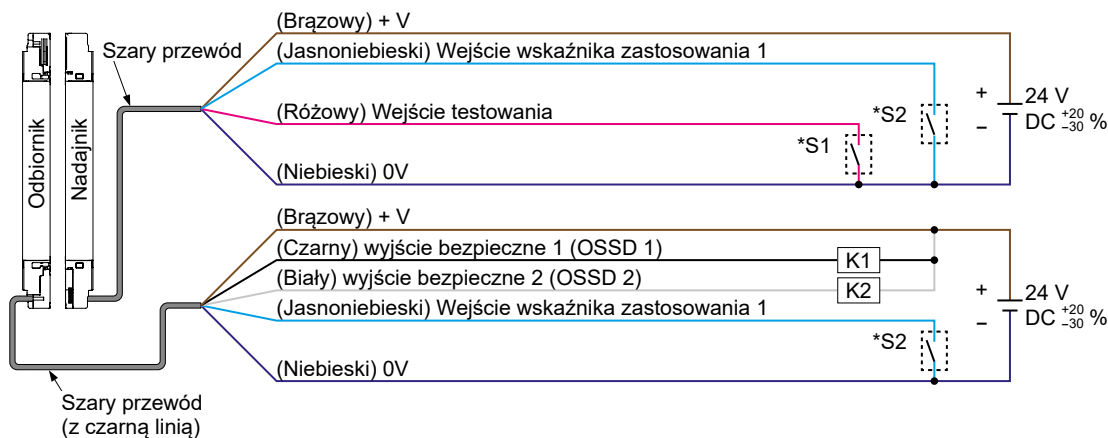 (Brązowy) + V
Szary przewód
(Jasnoniebieski) Wejście wskaźnika zastosowania 1
(Różowy) Wejście testowania
*S1
*S2
+
−
24 V
DC +20 −30 %
(Niebieski) 0V
Odbiornik
Nadajnik
(Brązowy) + V
(Czarny) wyjście bezpieczne 1 (OSSD 1)
K1
(Biały) wyjście bezpieczne 2 (OSSD 2)
K2
(Jasnoniebieski) Wejście wskaźnika zastosowania 1
*S2
+
−
24 V
DC +20 −30 %
(Niebieski) 0V
Szary przewód
(z czarną linią)